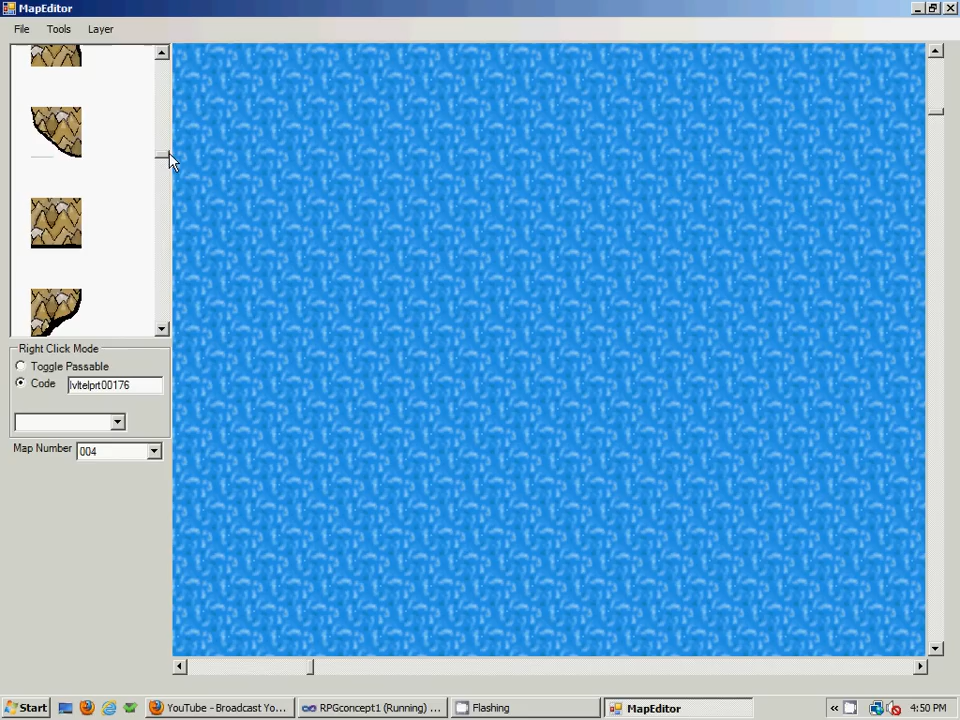 MapEditor
File Tools Layer
Right Click Mode
Toggle Passable
Code lvltelprt00176
Map Number 004
Start YouTube - Broadcast Yo... RPGconcept1 (Running) ... Flashing MapEditor « 4:50 PM